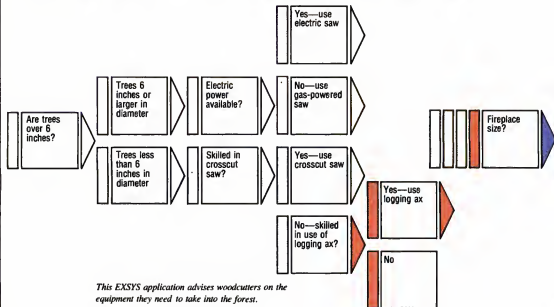 Yes—use
electric saw
Trees 6
inches or
larger in
diameter
Electric
power
available?
No—use
gas-powered
saw
Are trees
over 6
inches?
Fireplace
size?
Trees less
than 6
inches in
diameter
Skilled in
crosscut
saw?
Yes—use
crosscut saw
Yes—use
logging ax
No—skilled
in use of
logging ax?
No
This EXSYS application advises woodcutters on the
equipment they need to take into the forest.